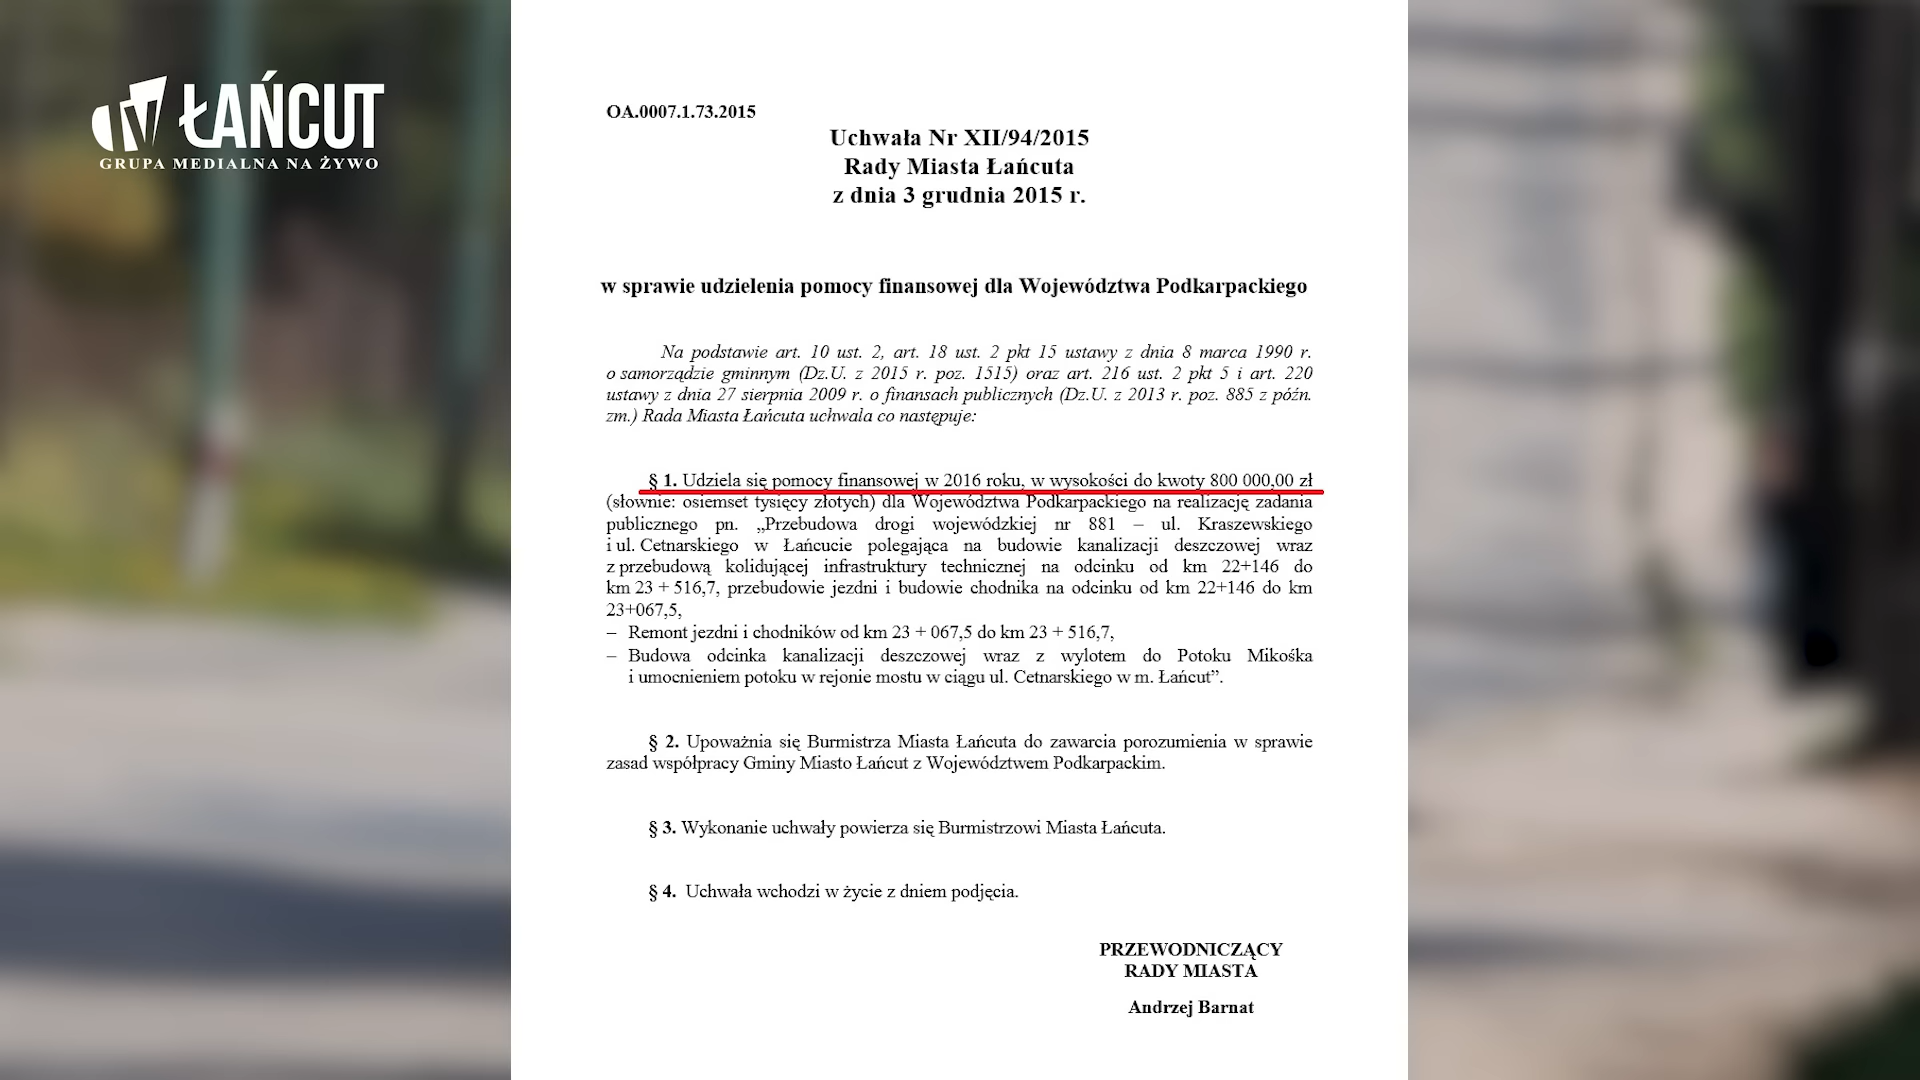 ŁAŃCUT
GRUPA MEDIALNA NA ŻYWO
OA.0007.1.73.2015
Uchwała Nr XII/94/2015
Rady Miasta Łańcuta
z dnia 3 grudnia 2015 r.
w sprawie udzielenia pomocy finansowej dla Województwa Podkarpackiego
Na podstawie art. 10 ust. 2, art. 18 ust. 2 pkt 15 ustawy z dnia 8 marca 1990 r.
o samorządzie gminnym (Dz.U. z 2015 r. poz. 1515) oraz art. 216 ust. 2 pkt 5 i art. 220
ustawy z dnia 27 sierpnia 2009 r. o finansach publicznych (Dz.U. z 2013 r. poz. 885 z późn.
zm.) Rada Miasta Łańcuta uchwala co następuje:
§ 1. Udziela się pomocy finansowej w 2016 roku, w wysokości do kwoty 800 000,00 zł
(słownie: osiemset tysięcy złotych) dla Województwa Podkarpackiego na realizację zadania
publicznego pn. „Przebudowa drogi wojewódzkiej nr 881 – ul. Kraszewskiego
i ul. Cetnarskiego w Łańcucie polegająca na budowie kanalizacji deszczowej wraz
z przebudową kolidującej infrastruktury technicznej na odcinku od km 22+146 do
km 23 + 516,7, przebudowie jezdni i budowie chodnika na odcinku od km 22+146 do km
23+067,5,
– Remont jezdni i chodników od km 23 + 067,5 do km 23 + 516,7,
– Budowa odcinka kanalizacji deszczowej wraz z wylotem do Potoku Mikośka
i umocnieniem potoku w rejonie mostu w ciągu ul. Cetnarskiego w m. Łańcut”.
§ 2. Upoważnia się Burmistrza Miasta Łańcuta do zawarcia porozumienia w sprawie
zasad współpracy Gminy Miasto Łańcut z Województwem Podkarpackim.
§ 3. Wykonanie uchwały powierza się Burmistrzowi Miasta Łańcuta.
§ 4. Uchwała wchodzi w życie z dniem podjęcia.
PRZEWODNICZĄCY
RADY MIASTA
Andrzej Barnat